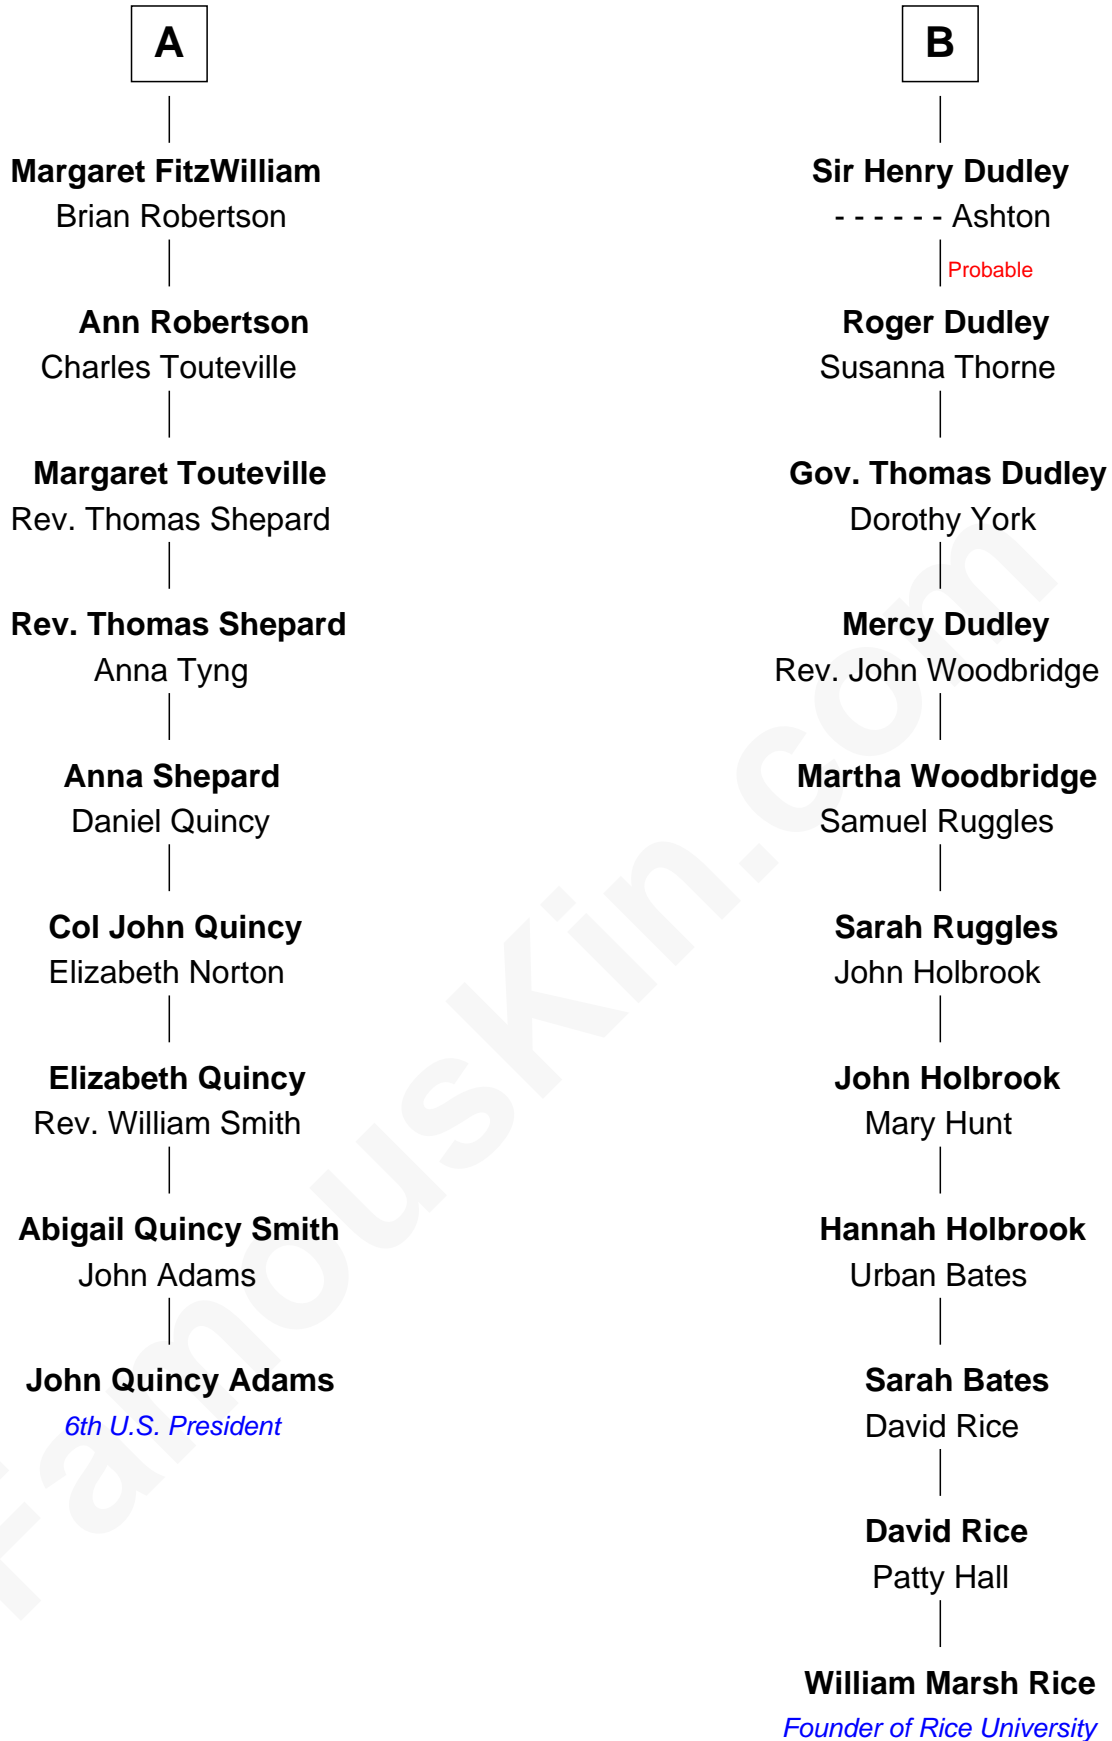 A
Margaret FitzWilliam
Brian Robertson
Ann Robertson
Charles Touteville
Margaret Touteville
Rev. Thomas Shepard
Rev. Thomas Shepard
Anna Tyng
Anna Shepard
Daniel Quincy
Col John Quincy
Elizabeth Norton
Elizabeth Quincy
Rev. William Smith
Abigail Quincy Smith
John Adams
John Quincy Adams
6th U.S. President
B
Sir Henry Dudley
- - - - - - Ashton
Probable
Roger Dudley
Susanna Thorne
Gov. Thomas Dudley
Dorothy York
Mercy Dudley
Rev. John Woodbridge
Martha Woodbridge
Samuel Ruggles
Sarah Ruggles
John Holbrook
John Holbrook
Mary Hunt
Hannah Holbrook
Urban Bates
Sarah Bates
David Rice
David Rice
Patty Hall
William Marsh Rice
Founder of Rice University
FamousKin.com